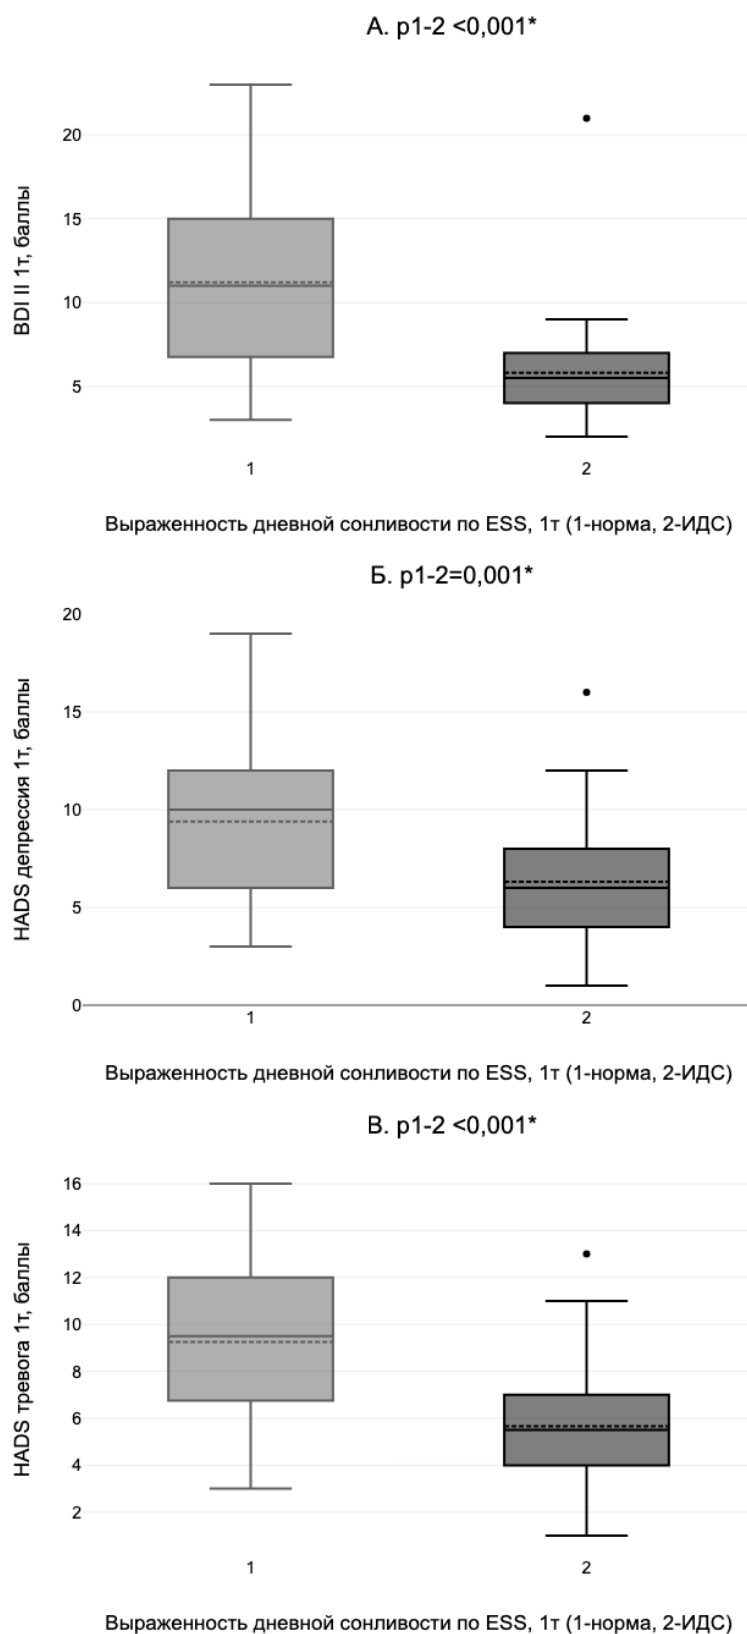 А. p1-2 <0,001*
BDI II 1т, баллы
20
15
10
5
1
2
Выраженность дневной сонливости по ESS, 1т (1-норма, 2-ИДС)
Б. p1-2=0,001*
HADS депрессия 1т, баллы
20
15
10
5
0
1
2
Выраженность дневной сонливости по ESS, 1т (1-норма, 2-ИДС)
В. p1-2 <0,001*
HADS тревога 1т, баллы
16
14
12
10
8
6
4
2
1
2
Выраженность дневной сонливости по ESS, 1т (1-норма, 2-ИДС)